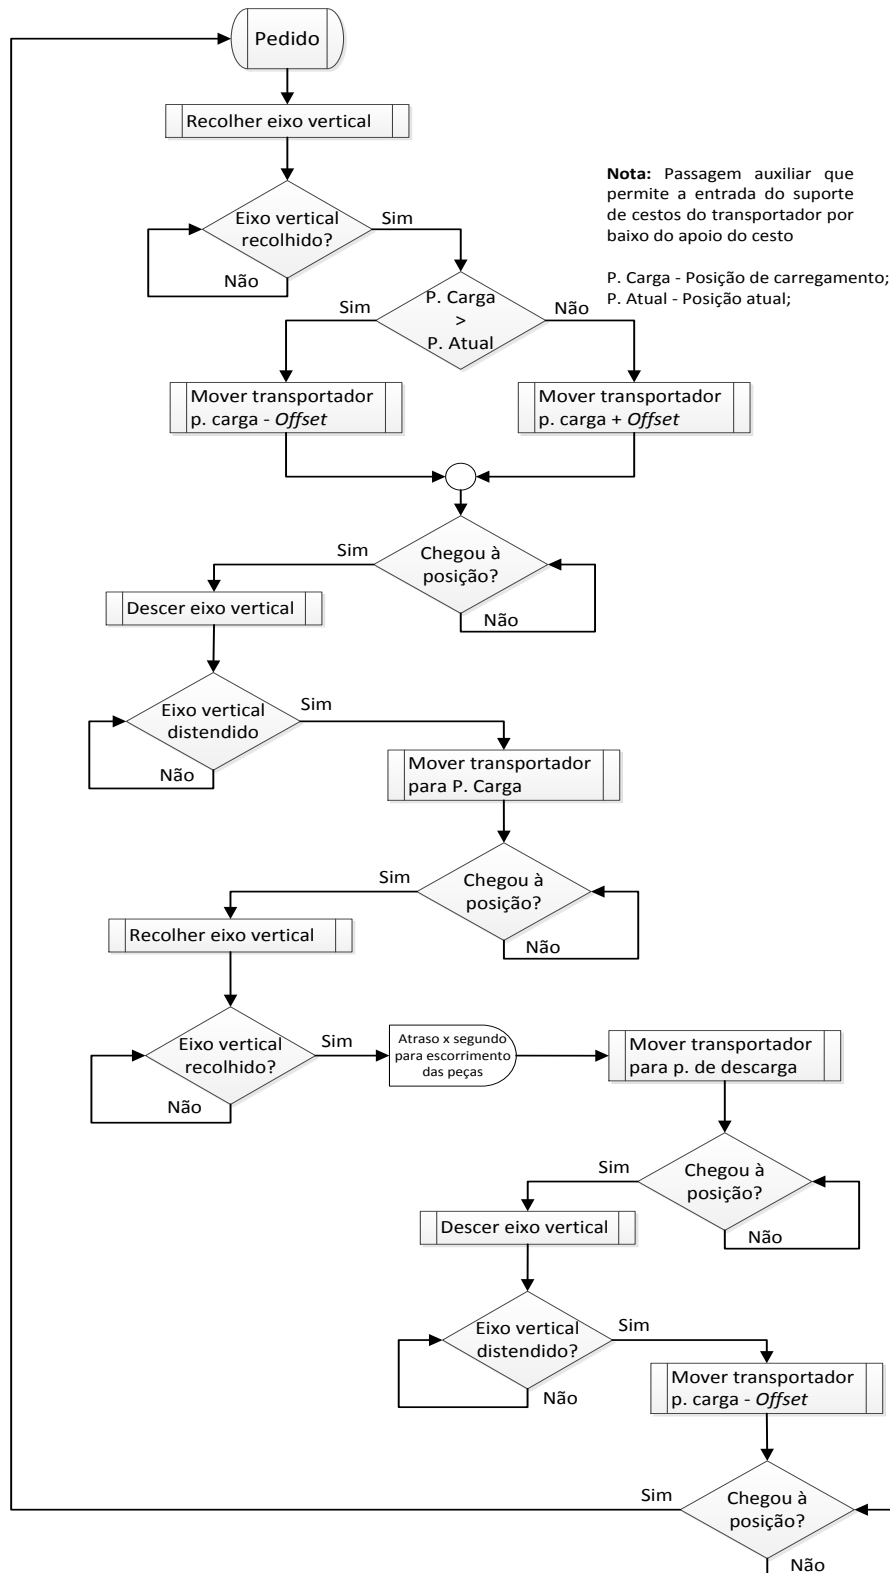 Pedido
Recolher eixo vertical
Nota: Passagem auxiliar que
permite a entrada do suporte
de cestos do transportador por
baixo do apoio do cesto
P. Carga - Posição de carregamento;
P. Atual - Posição atual;
Eixo vertical
recolhido?
Sim
Não
P. Carga
>
P. Atual
Sim
Não
Mover transportador
p. carga - Offset
Mover transportador
p. carga + Offset
Chegou à
posição?
Sim
Não
Descer eixo vertical
Eixo vertical
distendido
Sim
Não
Mover transportador
para P. Carga
Chegou à
posição?
Sim
Não
Recolher eixo vertical
Eixo vertical
recolhido?
Sim
Não
Atraso x segundo
para escorrimento
das peças
Mover transportador
para p. de descarga
Chegou à
posição?
Sim
Não
Descer eixo vertical
Eixo vertical
distendido?
Sim
Não
Mover transportador
p. carga - Offset
Chegou à
posição?
Sim
Não